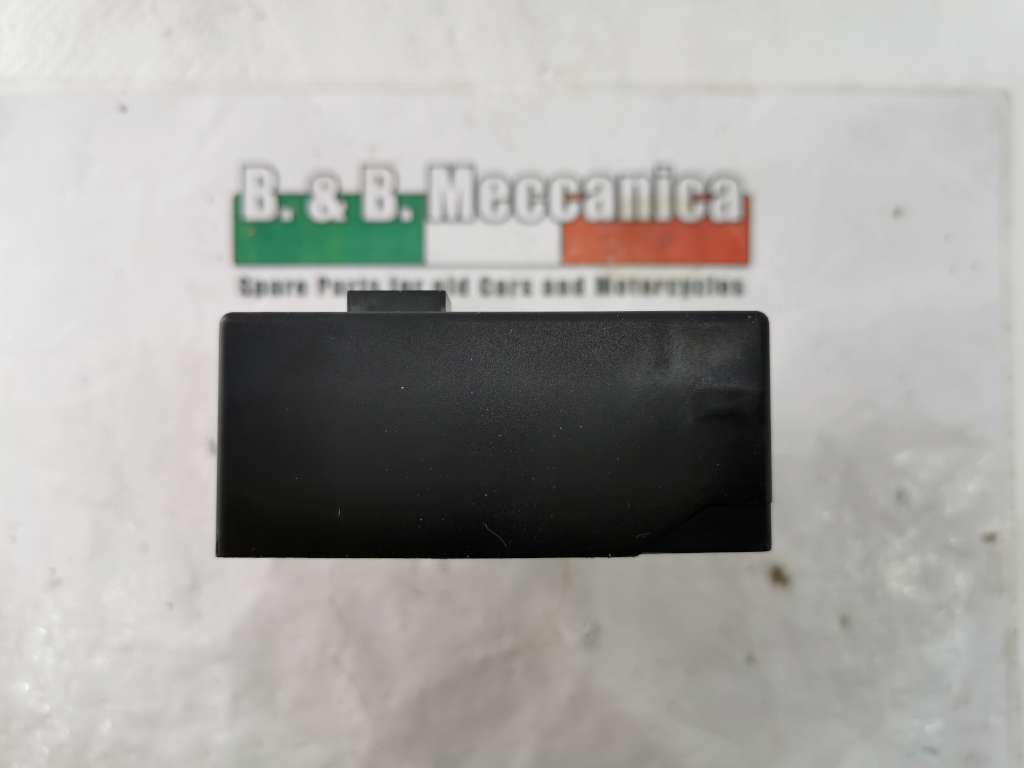 B. & B. Meccanica
Spare Parts for old Cars and Motorcycles